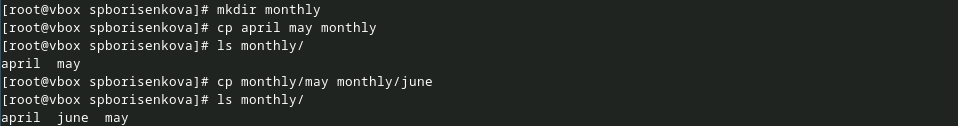 [root@vbox spborisenkova]# mkdir monthly
[root@vbox spborisenkova]# cp april may monthly
[root@vbox spborisenkova]# ls monthly/
april  may
[root@vbox spborisenkova]# cp monthly/may monthly/june
[root@vbox spborisenkova]# ls monthly/
april  june  may